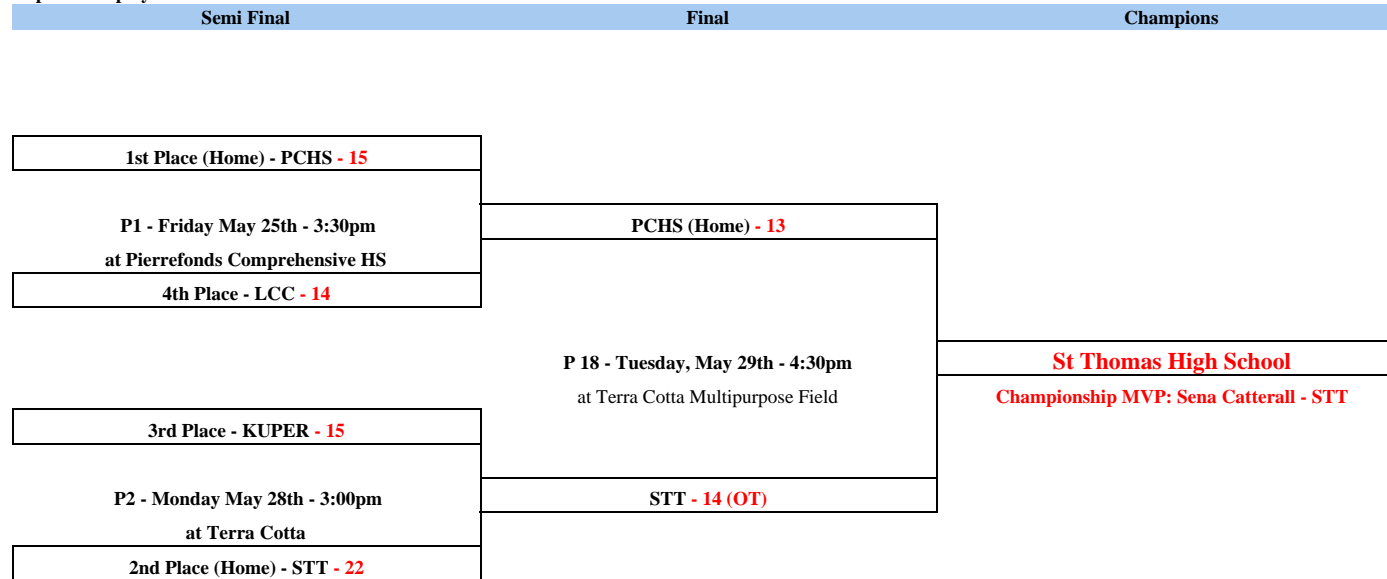 Semi Final Final Champions
1st Place (Home) - PCHS - 15
P1 - Friday May 25th - 3:30pm
PCHS (Home) - 13
at Pierrefonds Comprehensive HS
4th Place - LCC - 14
P 18 - Tuesday, May 29th - 4:30pm
St Thomas High School
at Terra Cotta Multipurpose Field
Championship MVP: Sena Catterall - STT
3rd Place - KUPER - 15
P2 - Monday May 28th - 3:00pm
STT - 14 (OT)
at Terra Cotta
2nd Place (Home) - STT - 22